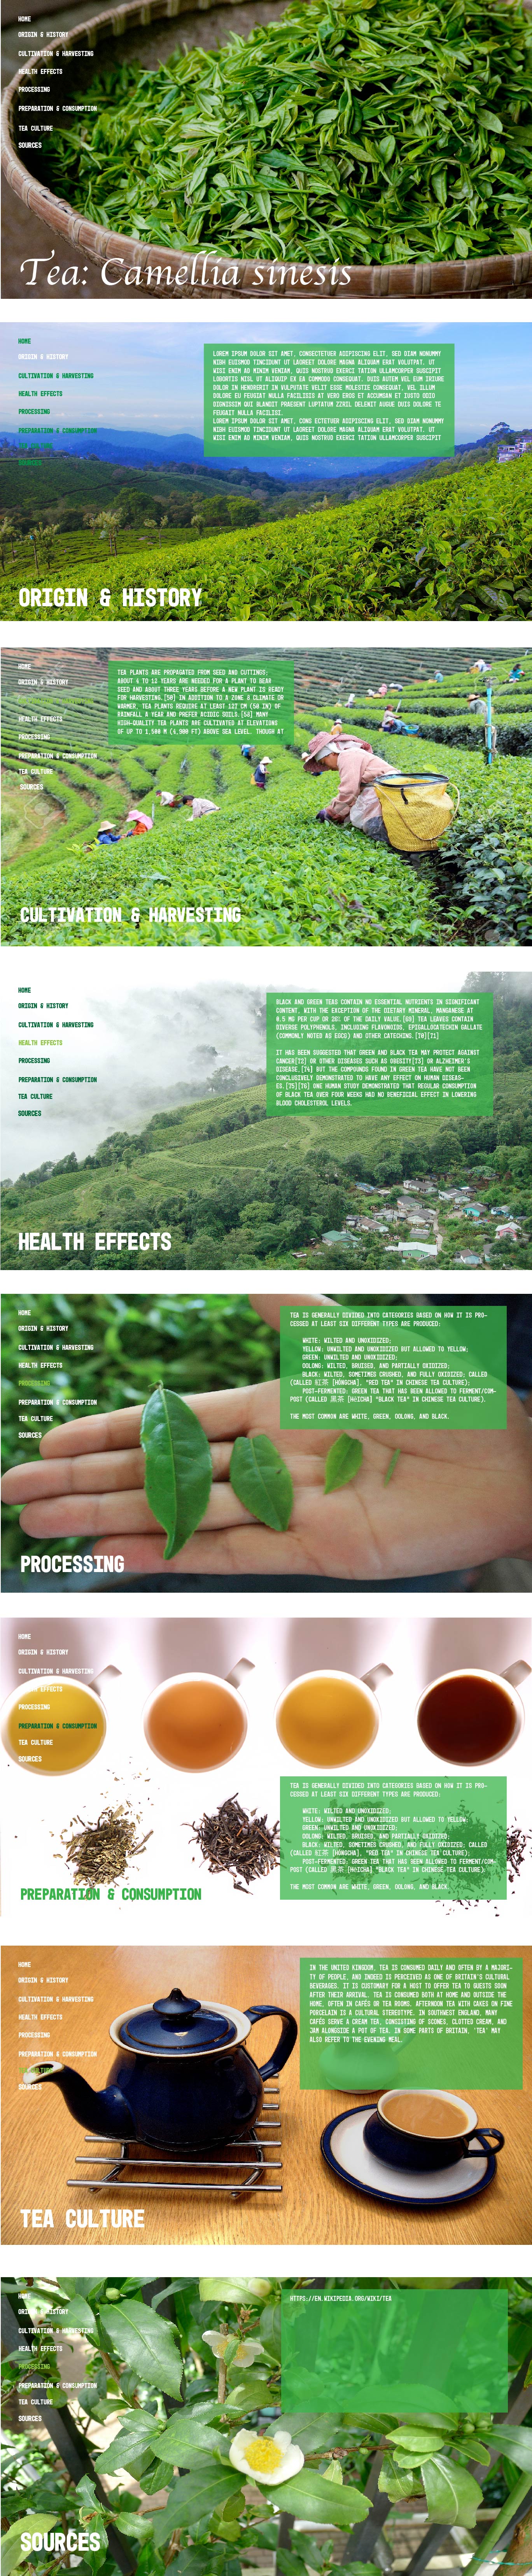 HOME
ORIGIN & HISTORY
CULTIVATION & HARVESTING
HEALTH EFFECTS
PROCESSING
PREPARATION & CONSUMPTION
TEA CULTURE
SOURCES
Tea: Camellia sinesis
HOME
ORIGIN & HISTORY
CULTIVATION & HARVESTING
HEALTH EFFECTS
PROCESSING
PREPARATION & CONSUMPTION
TEA CULTURE
SOURCES
LOREM IPSUM DOLOR SIT AMET, CONSECTETUER ADIPISCING ELIT, SED DIAM NONUMMY
NIBH EUISMOD TINCIDUNT UT LAOREET DOLORE MAGNA ALIQUAM ERAT VOLUTPAT. UT
WISI ENIM AD MINIM VENIAM, QUIS NOSTRUD EXERCI TATION ULLAMCORPER SUSCIPIT
LOBORTIS NISL UT ALIQUIP EX EA COMMODO CONSEQUAT. DUIS AUTEM VEL EUM IRIURE
DOLOR IN HENDRERIT IN VULPUTATE VELIT ESSE MOLESTIE CONSEQUAT, VEL ILLUM
DOLORE EU FEUGIAT NULLA FACILISIS AT VERO EROS ET ACCUMSAN ET IUSTO ODIO
DIGNISSIM QUI BLANDIT PRAESENT LUPTATUM ZZRIL DELENIT AUGUE DUIS DOLORE TE
FEUGAIT NULLA FACILISI.
LOREM IPSUM DOLOR SIT AMET, CONS ECTETUER ADIPISCING ELIT, SED DIAM NONUMMY
NIBH EUISMOD TINCIDUNT UT LAOREET DOLORE MAGNA ALIQUAM ERAT VOLUTPAT. UT
WISI ENIM AD MINIM VENIAM, QUIS NOSTRUD EXERCI TATION ULLAMCORPER SUSCIPIT
ORIGIN & HISTORY
HOME
ORIGIN & HISTORY
HEALTH EFFECTS
PROCESSING
PREPARATION & CONSUMPTION
TEA CULTURE
SOURCES
TEA PLANTS ARE PROPAGATED FROM SEED AND CUTTINGS;
ABOUT 4 TO 12 YEARS ARE NEEDED FOR A PLANT TO BEAR
SEED AND ABOUT THREE YEARS BEFORE A NEW PLANT IS READY
FOR HARVESTING.[50] IN ADDITION TO A ZONE 8 CLIMATE OR
WARMER, TEA PLANTS REQUIRE AT LEAST 127 CM (50 IN) OF
RAINFALL A YEAR AND PREFER ACIDIC SOILS.[58] MANY
HIGH-QUALITY TEA PLANTS ARE CULTIVATED AT ELEVATIONS
OF UP TO 1,500 M (4,900 FT) ABOVE SEA LEVEL. THOUGH AT
CULTIVATION & HARVESTING
HOME
ORIGIN & HISTORY
CULTIVATION & HARVESTING
HEALTH EFFECTS
PROCESSING
PREPARATION & CONSUMPTION
TEA CULTURE
SOURCES
BLACK AND GREEN TEAS CONTAIN NO ESSENTIAL NUTRIENTS IN SIGNIFICANT
CONTENT, WITH THE EXCEPTION OF THE DIETARY MINERAL, MANGANESE AT
0.5 MG PER CUP OR 26% OF THE DAILY VALUE.[69] TEA LEAVES CONTAIN
DIVERSE POLYPHENOLS, INCLUDING FLAVONOIDS, EPIGALLOCATECHIN GALLATE
(COMMONLY NOTED AS EGCG) AND OTHER CATECHINS.[70][71]
IT HAS BEEN SUGGESTED THAT GREEN AND BLACK TEA MAY PROTECT AGAINST
CANCER[72] OR OTHER DISEASES SUCH AS OBESITY[73] OR ALZHEIMER'S
DISEASE,[74] BUT THE COMPOUNDS FOUND IN GREEN TEA HAVE NOT BEEN
CONCLUSIVELY DEMONSTRATED TO HAVE ANY EFFECT ON HUMAN DISEAS-
ES.[75][76] ONE HUMAN STUDY DEMONSTRATED THAT REGULAR CONSUMPTION
OF BLACK TEA OVER FOUR WEEKS HAD NO BENEFICIAL EFFECT IN LOWERING
BLOOD CHOLESTEROL LEVELS.
HEALTH EFFECTS
HOME
ORIGIN & HISTORY
CULTIVATION & HARVESTING
HEALTH EFFECTS
PROCESSING
PREPARATION & CONSUMPTION
TEA CULTURE
SOURCES
TEA IS GENERALLY DIVIDED INTO CATEGORIES BASED ON HOW IT IS PRO-
CESSED AT LEAST SIX DIFFERENT TYPES ARE PRODUCED:
WHITE: WILTED AND UNOXIDIZED;
YELLOW: UNWILTED AND UNOXIDIZED BUT ALLOWED TO YELLOW;
GREEN: UNWILTED AND UNOXIDIZED;
OOLONG: WILTED, BRUISED, AND PARTIALLY OXIDIZED;
BLACK: WILTED, SOMETIMES CRUSHED, AND FULLY OXIDIZED; CALLED
(CALLED 紅茶 [HÓNGCHÁ], "RED TEA" IN CHINESE TEA CULTURE);
POST-FERMENTED: GREEN TEA THAT HAS BEEN ALLOWED TO FERMENT/COM-
POST (CALLED 黑茶 [HēICHÁ] "BLACK TEA" IN CHINESE TEA CULTURE).
THE MOST COMMON ARE WHITE, GREEN, OOLONG, AND BLACK.
PROCESSING
HOME
ORIGIN & HISTORY
CULTIVATION & HARVESTING
EFFECTS
PROCESSING
PREPARATION & CONSUMPTION
TEA CULTURE
SOURCES
TEA IS GENERALLY DIVIDED INTO CATEGORIES BASED ON HOW IT IS PRO-
CESSED AT LEAST SIX DIFFERENT TYPES ARE PRODUCED:
WHITE: WILTED AND UNOXIDIZED;
YELLOW: UNWILTED AND UNOXIDIZED BUT ALLOWED TO YELLOW;
GREEN: UNWILTED AND UNOXIDIZED;
OOLONG: WILTED, BRUISED, AND PARTIALLY OXIDIZED;
BLACK: WILTED, SOMETIMES CRUSHED, AND FULLY OXIDIZED; CALLED
(CALLED 紅茶 [HÓNGCHÁ], "RED TEA" IN CHINESE TEA CULTURE);
POST-FERMENTED: GREEN TEA THAT HAS BEEN ALLOWED TO FERMENT/COM-
POST (CALLED 黑茶 [HēICHÁ] "BLACK TEA" IN CHINESE TEA CULTURE).
THE MOST COMMON ARE WHITE, GREEN, OOLONG, AND BLACK.
PREPARATION & CONSUMPTION
HOME
ORIGIN & HISTORY
CULTIVATION & HARVESTING
HEALTH EFFECTS
PROCESSING
PREPARATION & CONSUMPTION
TEA CULTURE
SOURCES
IN THE UNITED KINGDOM, TEA IS CONSUMED DAILY AND OFTEN BY A MAJORI-
TY OF PEOPLE, AND INDEED IS PERCEIVED AS ONE OF BRITAIN'S CULTURAL
BEVERAGES. IT IS CUSTOMARY FOR A HOST TO OFFER TEA TO GUESTS SOON
AFTER THEIR ARRIVAL. TEA IS CONSUMED BOTH AT HOME AND OUTSIDE THE
HOME, OFTEN IN CAFÉS OR TEA ROOMS. AFTERNOON TEA WITH CAKES ON FINE
PORCELAIN IS A CULTURAL STEREOTYPE. IN SOUTHWEST ENGLAND, MANY
CAFÉS SERVE A CREAM TEA, CONSISTING OF SCONES, CLOTTED CREAM, AND
JAM ALONGSIDE A POT OF TEA. IN SOME PARTS OF BRITAIN, 'TEA' MAY
ALSO REFER TO THE EVENING MEAL.
TEA CULTURE
HOME
ORIGIN & HISTORY
CULTIVATION & HARVESTING
HEALTH EFFECTS
PROCESSING
PREPARATION & CONSUMPTION
TEA CULTURE
SOURCES
HTTPS://EN.WIKIPEDIA.ORG/WIKI/TEA
SOURCES